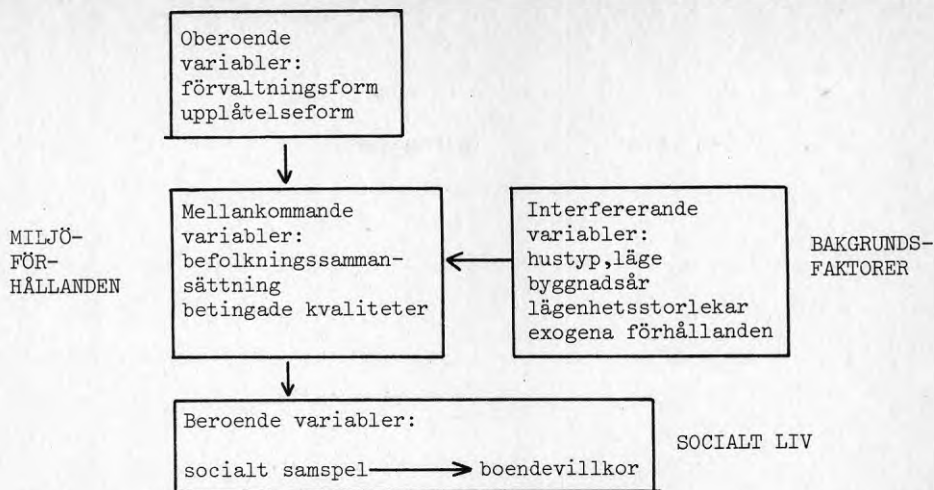 Oberoende
variabler:
förvaltningsform
upplåtelseform
MILJÖ-
FÖR-
HÅLLANDEN
Mellankommande
variabler:
befolkningssamman-
sättning
betingade kvaliteter
Interfererande
variabler:
hustyp,läge
byggnadsår
lägenhetsstorlekar
exogena förhållanden
BAKGRUNDS-
FAKTORER
Beroende variabler:
socialt samspel boendevillkor
SOCIALT LIV